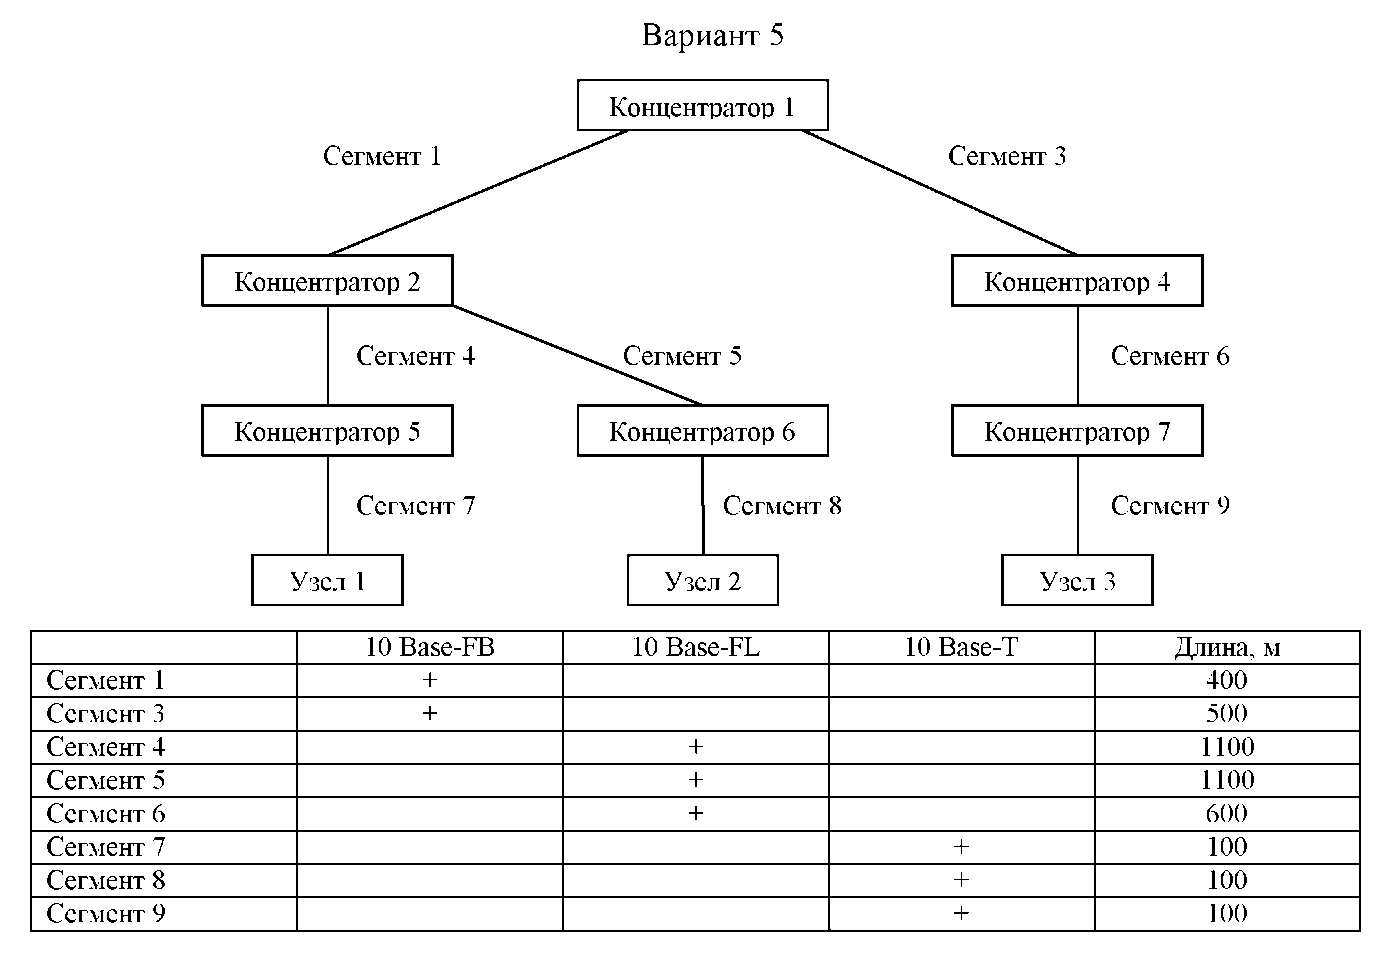 Вариант 5
Концентратор 1
Сегмент 1
Сегмент 3
Концентратор 2
Концентратор 4
Сегмент 4
Сегмент 5
Сегмент 6
Концентратор 5
Концентратор 6
Концентратор 7
Сегмент 7
Сегмент 8
Сегмент 9
Узел 1
Узел 2
Узел 3
10 Base-FB 10 Base-FL 10 Base-T Длина, м
Сегмент 1 + 400
Сегмент 3 + 500
Сегмент 4 + 1100
Сегмент 5 + 1100
Сегмент 6 + 600
Сегмент 7 + 100
Сегмент 8 + 100
Сегмент 9 + 100